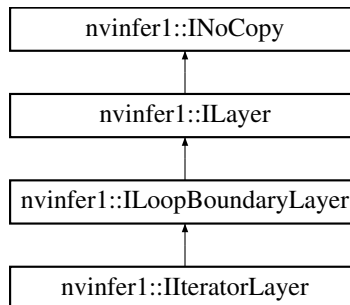 nvinfer1::INoCopy
nvinfer1::ILayer
nvinfer1::ILoopBoundaryLayer
nvinfer1::IIteratorLayer